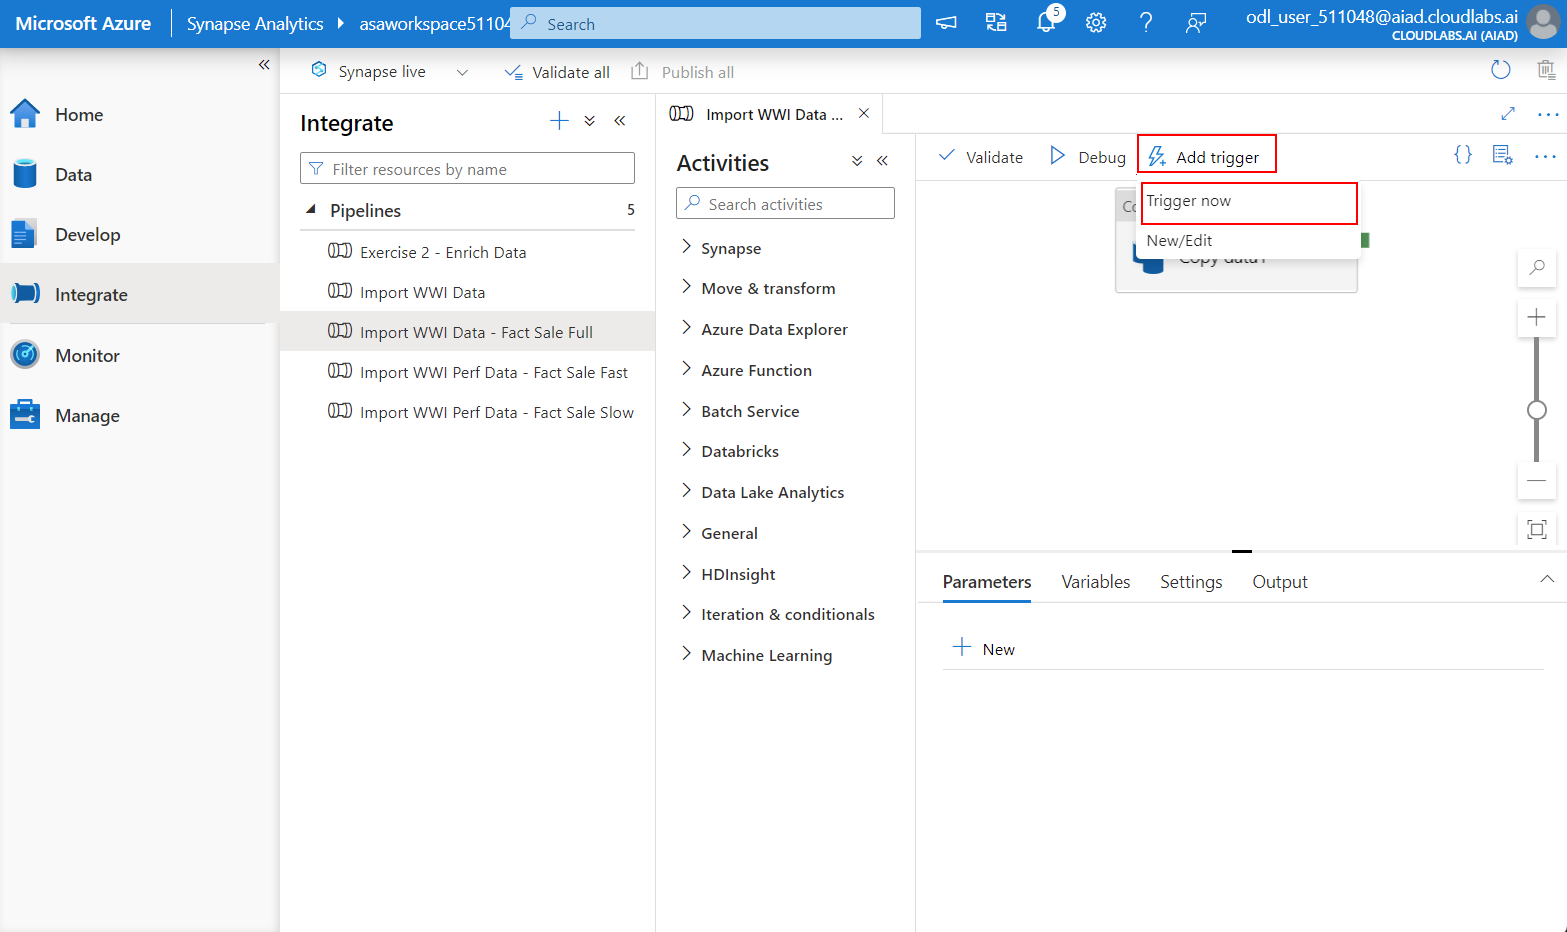 Microsoft Azure
Synapse Analytics
asaworkspace51104
Search
5
odl_user_511048@aiad.cloudlabs.ai
CLOUDLABS.AI (AIAD)
Home
Data
Develop
Integrate
Monitor
Manage
Synapse live
Validate all
Publish all
Integrate
Filter resources by name
Pipelines 5
Exercise 2 - Enrich Data
Import WWI Data
Import WWI Data - Fact Sale Full
Import WWI Perf Data - Fact Sale Fast
Import WWI Perf Data - Fact Sale Slow
Import WWI Data ...
Activities
Search activities
Synapse
Move & transform
Azure Data Explorer
Azure Function
Batch Service
Databricks
Data Lake Analytics
General
HDInsight
Iteration & conditionals
Machine Learning
Validate
Debug
Add trigger
{}
Trigger now
New/Edit
Copy data1
Parameters
Variables
Settings
Output
New